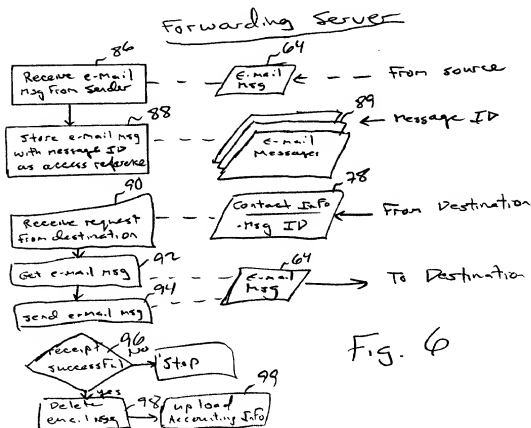 Forwarding Server
86
64
Receive e-Mail
Msg From Sender
E-mail
Msg
From source
88
89
Message ID
Store e-mail msg
with message ID
as access reference
e-mail
Messages
90
78
Receive request
from destination
Contact Info
-Msg ID
From Destination
92
Get e-mail msg
64
E-mail
Msg
To Destination
94
Send e-mail msg
96
receipt
successful
No
Stop
Fig. 6
yes
98
99
Delete
email Msg
upload
Accounting Info